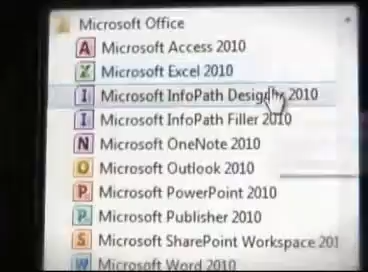 Microsoft Office
A Microsoft Access 2010
X Microsoft Excel 2010
I Microsoft InfoPath Designer 2010
I Microsoft InfoPath Filler 2010
N Microsoft OneNote 2010
O Microsoft Outlook 2010
P Microsoft PowerPoint 2010
P Microsoft Publisher 2010
S Microsoft SharePoint Workspace 201
W Microsoft Word 2010